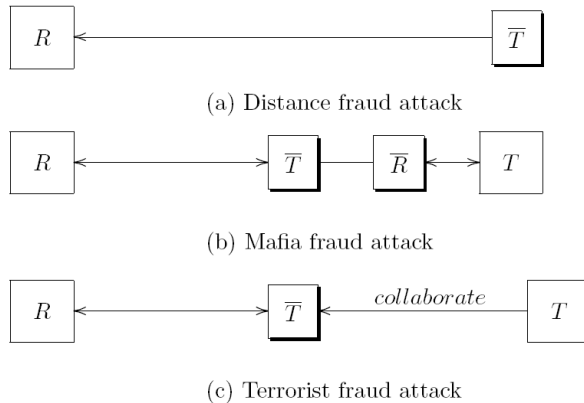 R T̅
(a) Distance fraud attack
R T̅ R̅ T
(b) Mafia fraud attack
R T̅ collaborate T
(c) Terrorist fraud attack